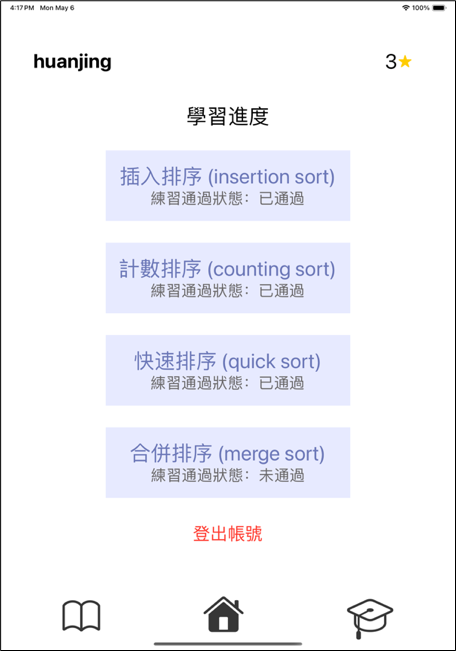 4:17 PM Mon May 6 100%
huanjing 3
學習進度
插入排序 (insertion sort)
練習通過狀態：已通過
計數排序 (counting sort)
練習通過狀態：已通過
快速排序 (quick sort)
練習通過狀態：已通過
合併排序 (merge sort)
練習通過狀態：未通過
登出帳號